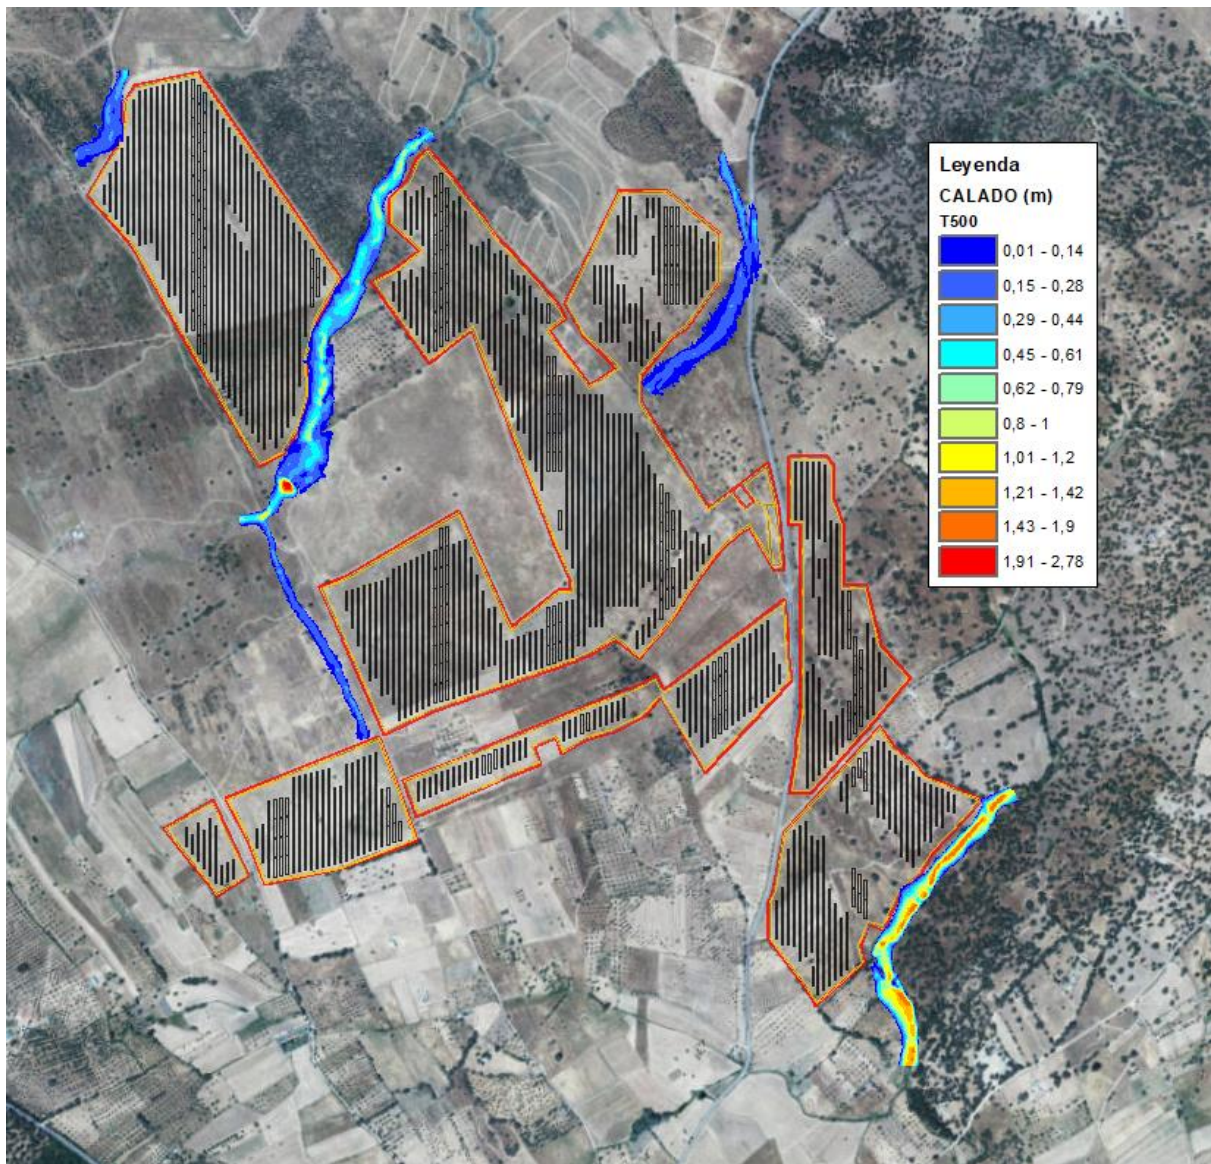 Leyenda
CALADO (m)
T500
0,01 - 0,14
0,15 - 0,28
0,29 - 0,44
0,45 - 0,61
0,62 - 0,79
0,8 - 1
1,01 - 1,2
1,21 - 1,42
1,43 - 1,9
1,91 - 2,78